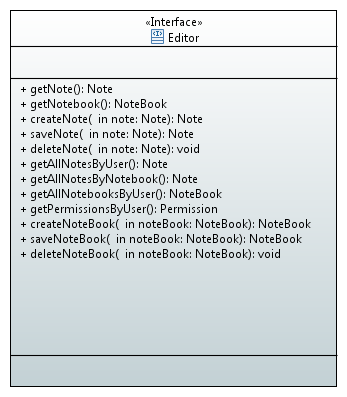 «Interface»
Editor
+ getNote(): Note
+ getNotebook(): NoteBook
+ createNote( in note: Note): Note
+ saveNote( in note: Note): Note
+ deleteNote( in note: Note): void
+ getAllNotesByUser(): Note
+ getAllNotesByNotebook(): Note
+ getAllNotebooksByUser(): NoteBook
+ getPermissionsByUser(): Permission
+ createNoteBook( in noteBook: NoteBook): NoteBook
+ saveNoteBook( in noteBook: NoteBook): NoteBook
+ deleteNoteBook( in noteBook: NoteBook): void